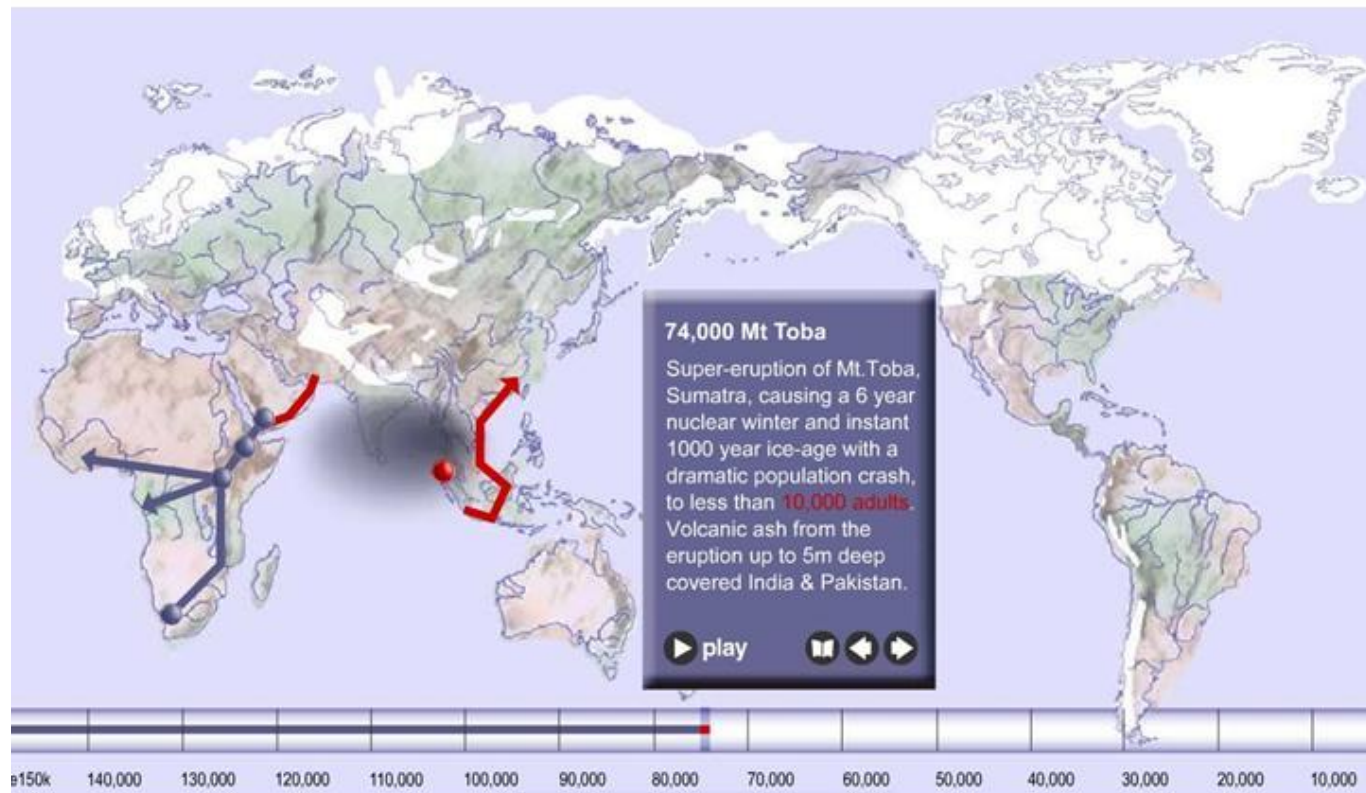 74,000 Mt Toba
Super-eruption of Mt.Toba,
Sumatra, causing a 6 year
nuclear winter and instant
1000 year ice-age with a
dramatic population crash,
to less than 10,000 adults.
Volcanic ash from the
eruption up to 5m deep
covered India & Pakistan.
play
e150k 140,000 130,000 120,000 110,000 100,000 90,000 80,000 70,000 60,000 50,000 40,000 30,000 20,000 10,000